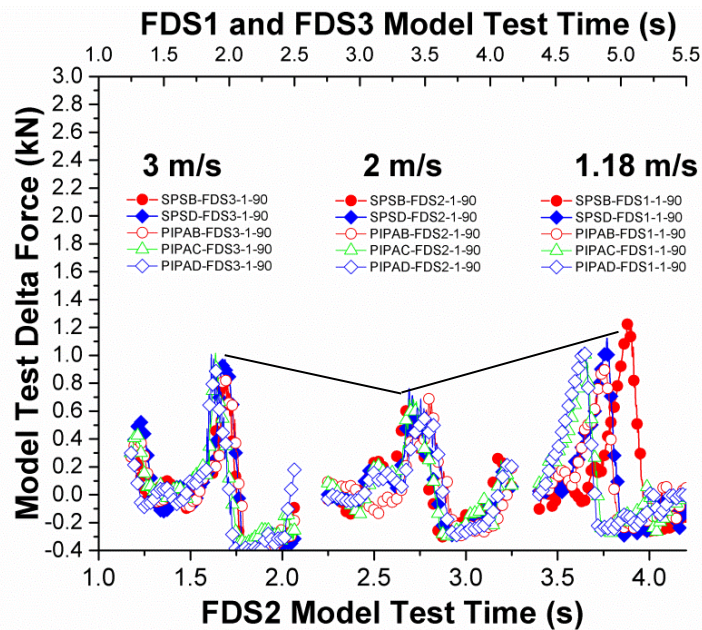 FDS1 and FDS3 Model Test Time (s)
1.1 1.5 2.0 2.5 3.0 3.5 4.0 4.5 5.1 5.5
3.0
2.8
2.6
2.4
2.2
2.0
1.8
1.6
1.4
1.2
1.0
0.8
0.6
0.4
0.2
0.0
-0.2
-0.4
Model Test Delta Force (kN)
3 m/s
SPSB-FDS3-1-90
SPSD-FDS3-1-90
PIPAB-FDS3-1-90
PIPAC-FDS3-1-90
PIPAD-FDS3-1-90
2 m/s
SPSB-FDS2-1-90
SPSD-FDS2-1-90
PIPAB-FDS2-1-90
PIPAC-FDS2-1-90
PIPAD-FDS2-1-90
1.18 m/s
SPSB-FDS1-1-90
SPSD-FDS1-1-90
PIPAB-FDS1-1-90
PIPAC-FDS1-1-90
PIPAD-FDS1-1-90
1.0 1.5 2.0 2.5 3.0 3.5 4.0
FDS2 Model Test Time (s)